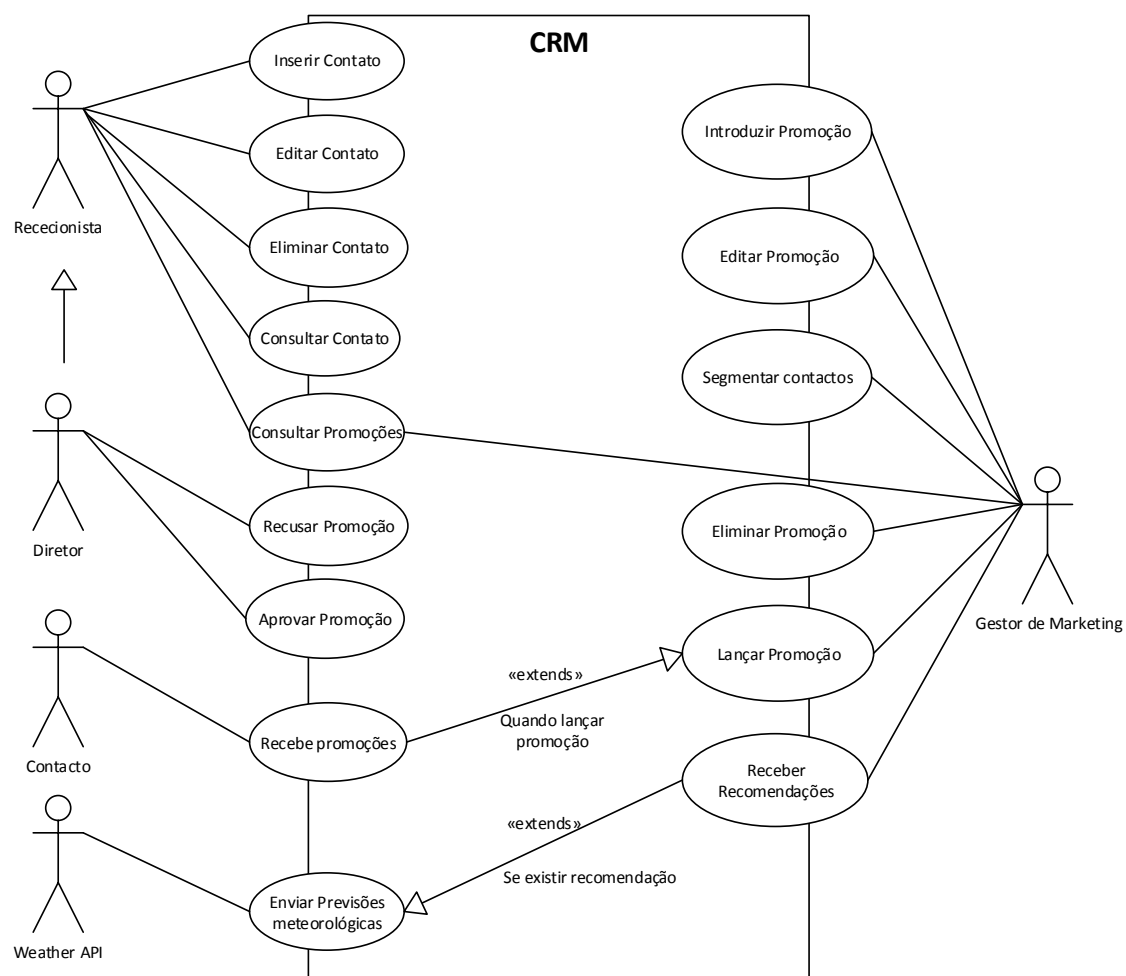 CRM
Inserir Contato
Introduzir Promoção
Editar Contato
Rececionista
Eliminar Contato
Editar Promoção
Consultar Contato
Segmentar contactos
Consultar Promoções
Recusar Promoção
Eliminar Promoção
Diretor
Aprovar Promoção
Gestor de Marketing
Lançar Promoção
«extends»
Quando lançar
promoção
Recebe promoções
Contacto
Receber
Recomendações
«extends»
Se existir recomendação
Enviar Previsões
meteorológicas
Weather API